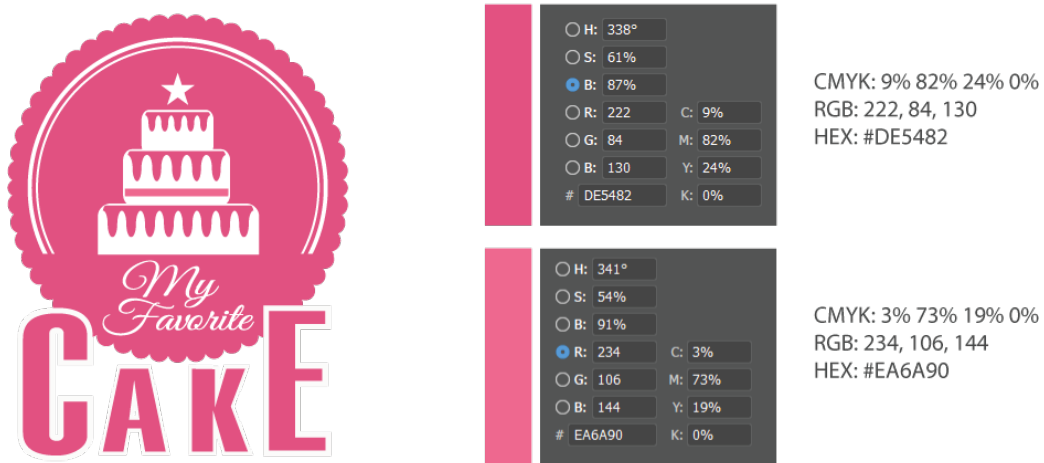 My
Favorite
CAKE
H: 338°
S: 61%
B: 87%
R: 222 C: 9%
G: 84 M: 82%
B: 130 Y: 24%
# DE5482 K: 0%
CMYK: 9% 82% 24% 0%
RGB: 222, 84, 130
HEX: #DE5482
H: 341°
S: 54%
B: 91%
R: 234 C: 3%
G: 106 M: 73%
B: 144 Y: 19%
# EA6A90 K: 0%
CMYK: 3% 73% 19% 0%
RGB: 234, 106, 144
HEX: #EA6A90